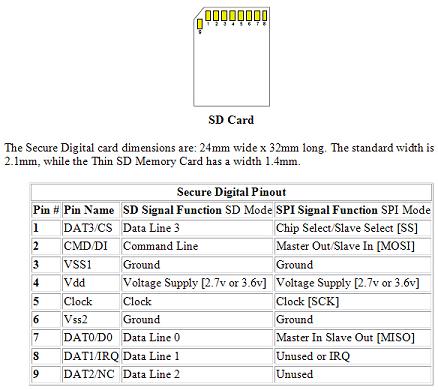 1 2 3 4 5 6 7 8
9
SD Card
The Secure Digital card dimensions are: 24mm wide x 32mm long. The standard width is
2.1mm, while the Thin SD Memory Card has a width 1.4mm.
Secure Digital Pinout
Pin # Pin Name SD Signal Function SD Mode SPI Signal Function SPI Mode
1 DAT3/CS Data Line 3 Chip Select/Slave Select [SS]
2 CMD/DI Command Line Master Out/Slave In [MOSI]
3 VSS1 Ground Ground
4 Vdd Voltage Supply [2.7v or 3.6v] Voltage Supply [2.7v or 3.6v]
5 Clock Clock Clock [SCK]
6 Vss2 Ground Ground
7 DAT0/D0 Data Line 0 Master In Slave Out [MISO]
8 DAT1/IRQ Data Line 1 Unused or IRQ
9 DAT2/NC Data Line 2 Unused